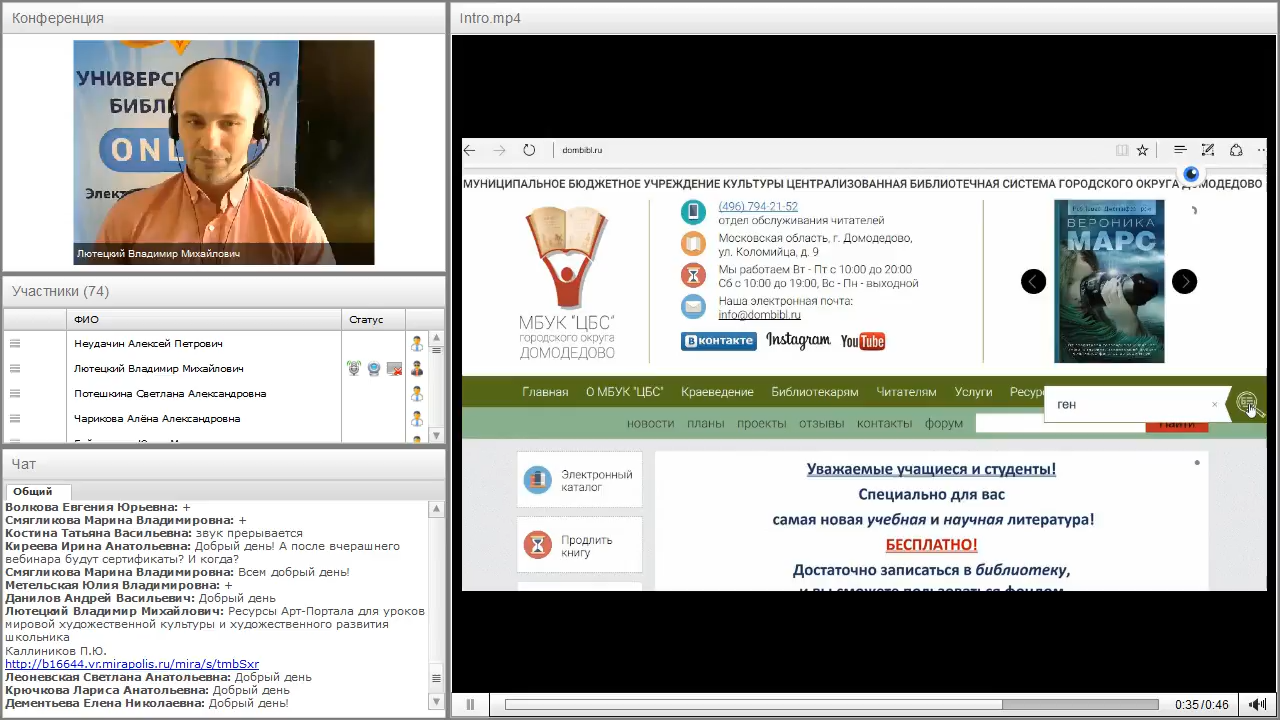 Конференция
УНИВЕРС
АЯ
БИБЛИ
ONL
Элект
Лютецкий Владимир Михайлович
Участники (74)
ФИО
Статус
Неудачин Алексей Петрович
Лютецкий Владимир Михайлович
Потешкина Светлана Александровна
Чарикова Алёна Александровна
Чат
Общий
Волкова Евгения Юрьевна: +
Смягликова Марина Владимировна: +
Костина Татьяна Васильевна: звук прерывается
Киреева Ирина Анатольевна: Добрый день! А после вчерашнего
вебинара будут сертификаты? И когда?
Смягликова Марина Владимировна: Всем добрый день!
Метельская Юлия Владимировна: +
Данилов Андрей Васильевич: Добрый день
Лютецкий Владимир Михайлович: Ресурсы Арт-Портала для уроков
мировой художественной культуры и художественного развития
школьника
Каллиников П.Ю.
http://b16644.vr.mirapolis.ru/mira/s/tmbSxr
Леоневская Светлана Анатольевна: Добрый день
Крючкова Лариса Анатольевна: Добрый день
Дементьева Елена Николаевна: Добрый день!
Intro.mp4
dombibl.ru
МУНИЦИПАЛЬНОЕ БЮДЖЕТНОЕ УЧРЕЖДЕНИЕ КУЛЬТУРЫ ЦЕНТРАЛИЗОВАННАЯ БИБЛИОТЕЧНАЯ СИСТЕМА ГОРОДСКОГО ОКРУГА ДОМОДЕДОВО
МБУК "ЦБС"
городского округа
ДОМОДЕДОВО
(496) 794-21-52
отдел обслуживания читателей
Московская область, г. Домодедово,
ул. Коломийца, д. 9
Мы работаем Вт - Пт с 10:00 до 20:00
Сб с 10:00 до 19:00, Вс - Пн - выходной
Наша электронная почта:
info@dombibl.ru
В контакте
Instagram
YouTube
ВЕРОНИКА
МАРС
Главная
О МБУК "ЦБС"
Краеведение
Библиотекарям
Читателям
Услуги
Ресур
ген
новости
планы
проекты
отзывы
контакты
форум
Найти
Электронный
каталог
Продлить
книгу
Уважаемые учащиеся и студенты!
Специально для вас
самая новая учебная и научная литература!
БЕСПЛАТНО!
Достаточно записаться в библиотеку,
и вы сможете пользоваться фондом
0:35/0:46